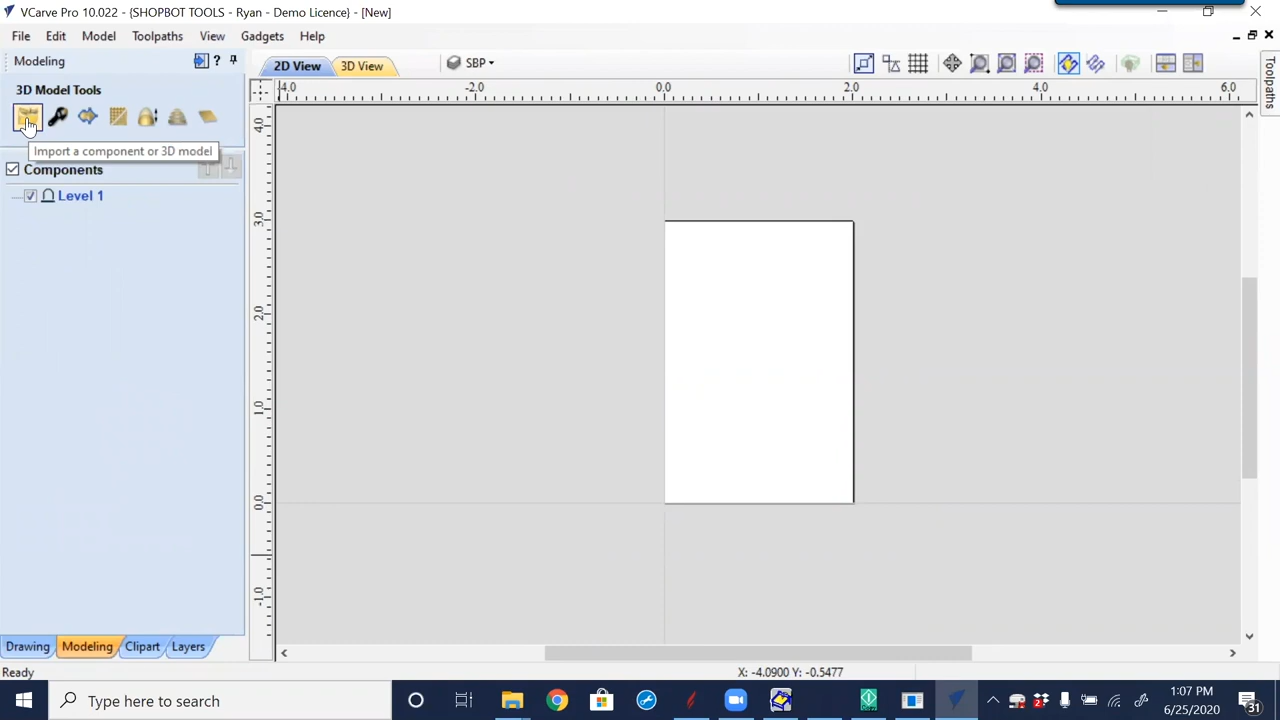 VCarve Pro 10.022 - {SHOPBOT TOOLS - Ryan - Demo Licence} - [New]
File Edit Model Toolpaths View Gadgets Help
Modeling ?
2D View 3D View SBP
3D Model Tools
Import a component or 3D model
Components
Level 1
4.0 -2.0 0.0 2.0 4.0 6.0
4.0
3.0
2.0
1.0
0.0
-1.0
Toolpaths
Drawing Modeling Clipart Layers
Ready X: -4.0900 Y: -0.5477
Type here to search
1:07 PM
6/25/2020
31
2